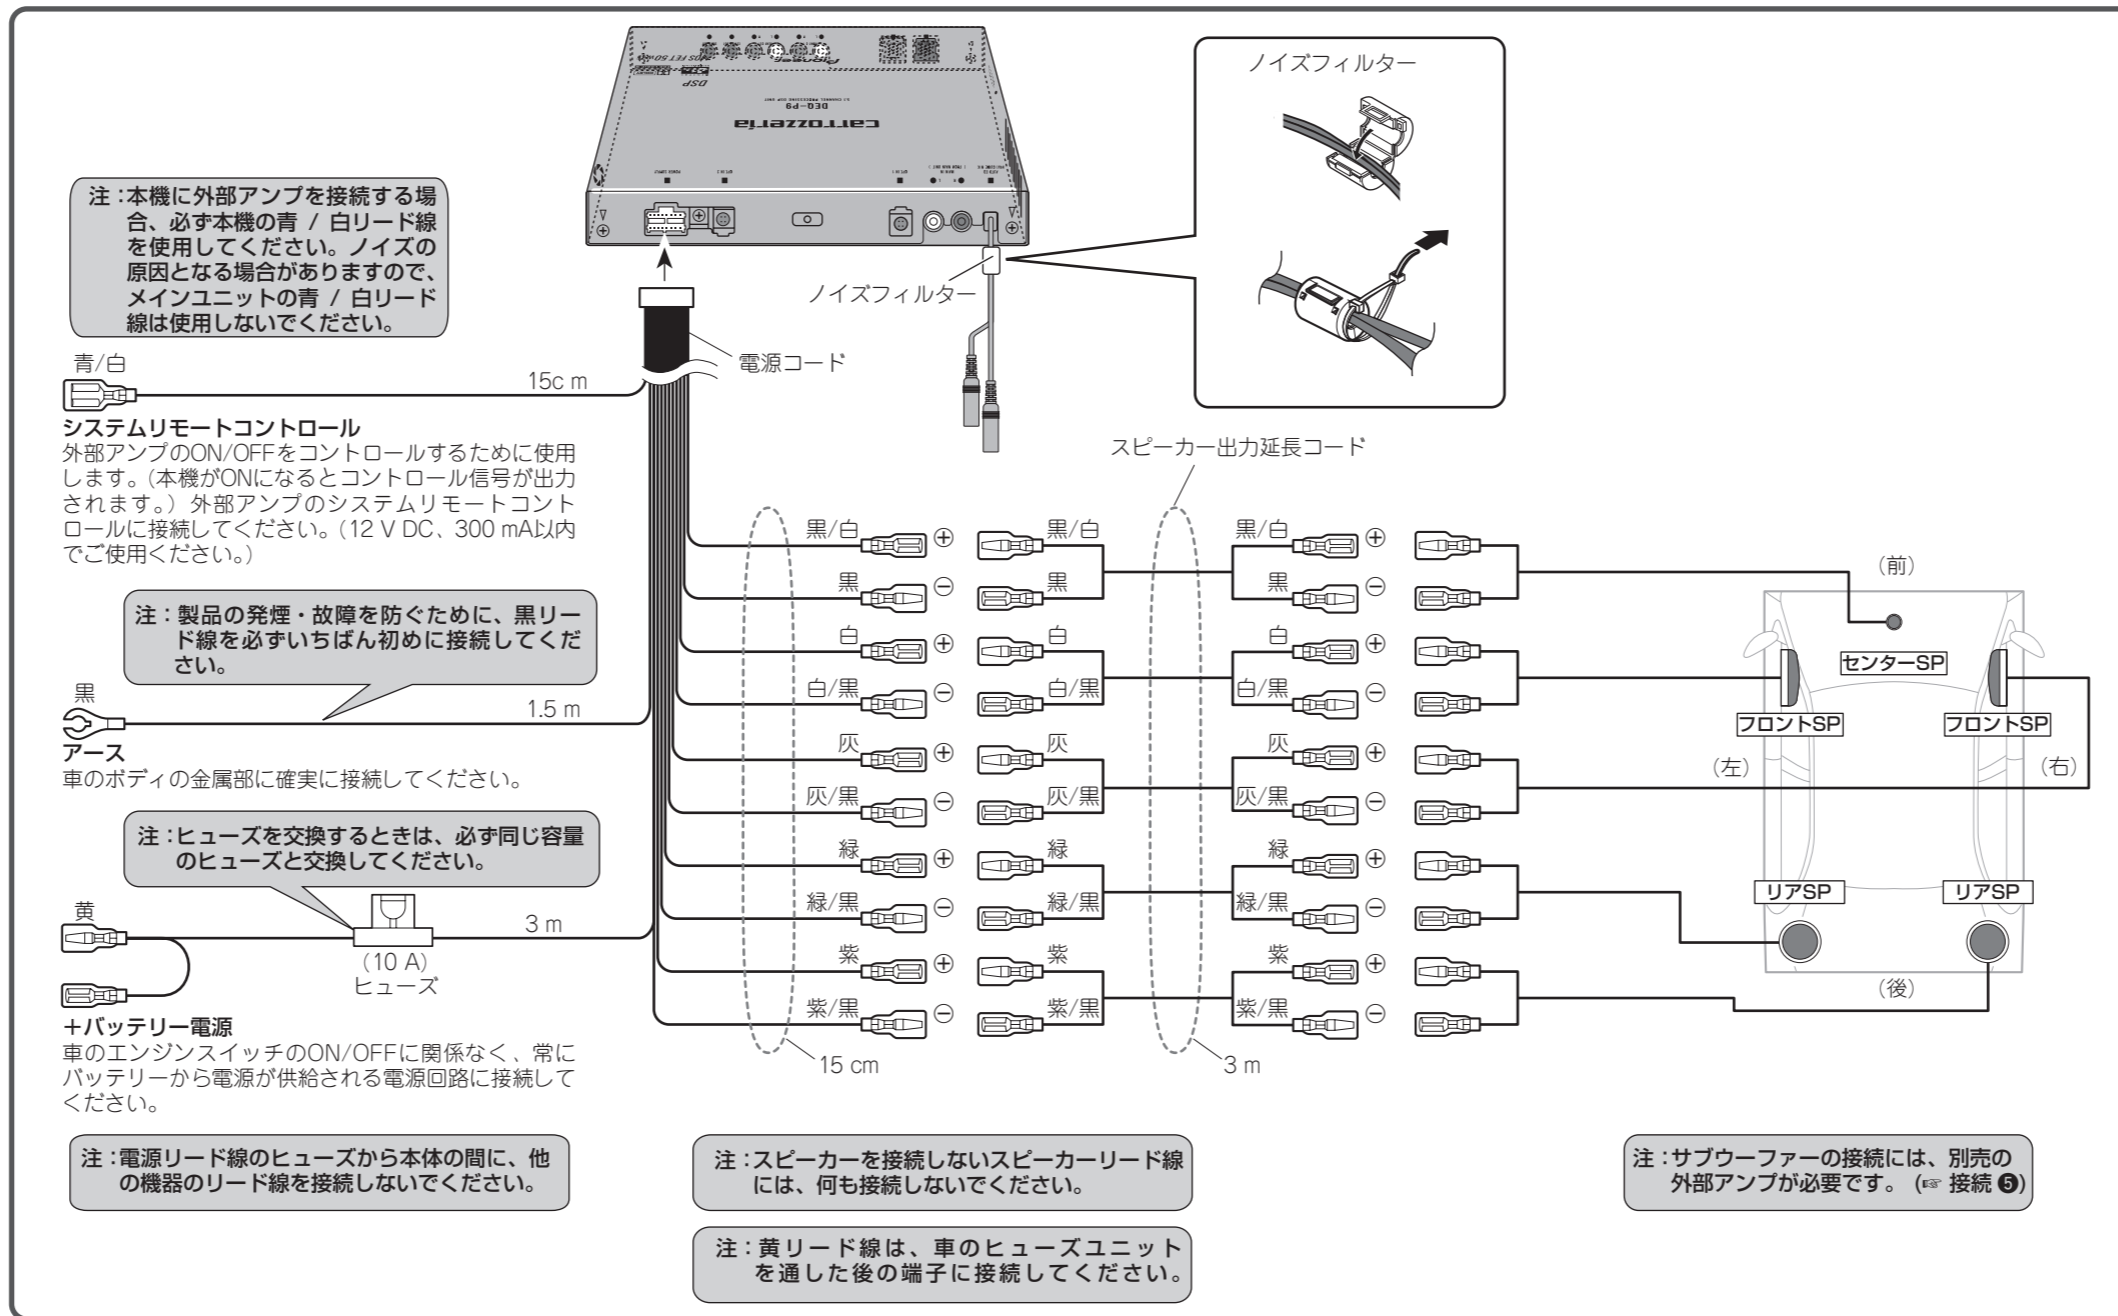 carrozzeria
DEQ-P9
DSP
ノイズフィルター
注：本機に外部アンプを接続する場
合、必ず本機の青 / 白リード線
を使用してください。ノイズの
原因となる場合がありますので、
メインユニットの青 / 白リード
線は使用しないでください。
ノイズフィルター
電源コード
青/白
15c m
システムリモートコントロール
外部アンプのON/OFFをコントロールするために使用
します。（本機がONになるとコントロール信号が出力
されます。）外部アンプのシステムリモートコント
ロールに接続してください。（12 V DC、300 mA以内
でご使用ください。）
注：製品の発煙・故障を防ぐために、黒リー
ド線を必ずいちばん初めに接続してくだ
さい。
黒
1.5 m
アース
車のボディの金属部に確実に接続してください。
注：ヒューズを交換するときは、必ず同じ容量
のヒューズと交換してください。
黄
3 m
（10 A）
ヒューズ
＋バッテリー電源
車のエンジンスイッチのON/OFFに関係なく、常に
バッテリーから電源が供給される電源回路に接続して
ください。
注：電源リード線のヒューズから本体の間に、他
の機器のリード線を接続しないでください。
スピーカー出力延長コード
黒/白 ⊕ 黒/白 黒/白 ⊕
黒 ⊖ 黒 黒 ⊖
白 ⊕ 白 白 ⊕
白/黒 ⊖ 白/黒 白/黒 ⊖
灰 ⊕ 灰 灰 ⊕
灰/黒 ⊖ 灰/黒 灰/黒 ⊖
緑 ⊕ 緑 緑 ⊕
緑/黒 ⊖ 緑/黒 緑/黒 ⊖
紫 ⊕ 紫 紫 ⊕
紫/黒 ⊖ 紫/黒 紫/黒 ⊖
15 cm
3 m
（前）
センターSP
フロントSP
フロントSP
（左）
（右）
リアSP
リアSP
（後）
注：スピーカーを接続しないスピーカーリード線
には、何も接続しないでください。
注：黄リード線は、車のヒューズユニット
を通した後の端子に接続してください。
注：サブウーファーの接続には、別売の
外部アンプが必要です。（☞ 接続 ❺）